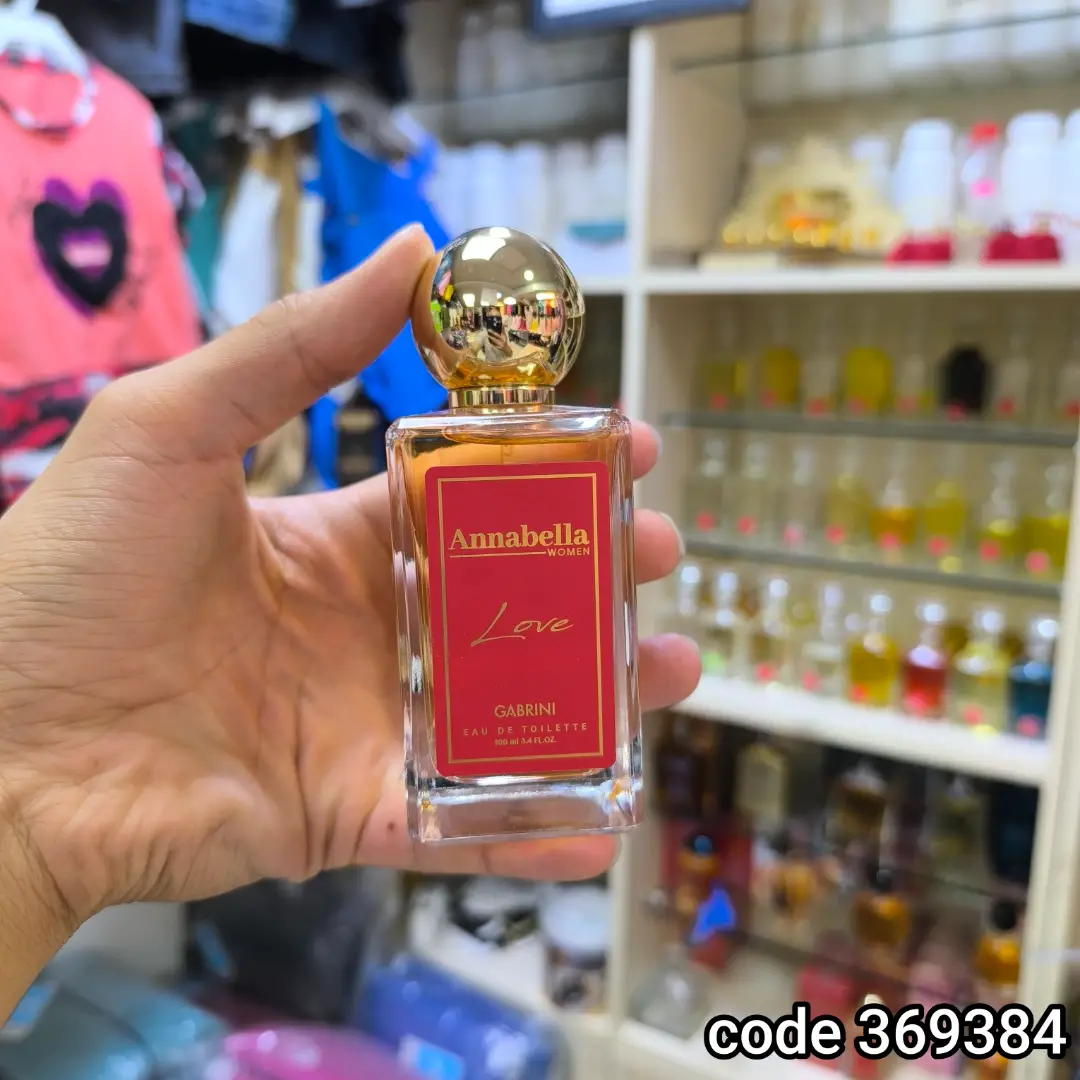 Annabella
WOMEN
Love
GABRINI
EAU DE TOILETTE
100 ml 3.4 FL.OZ.
code 369384